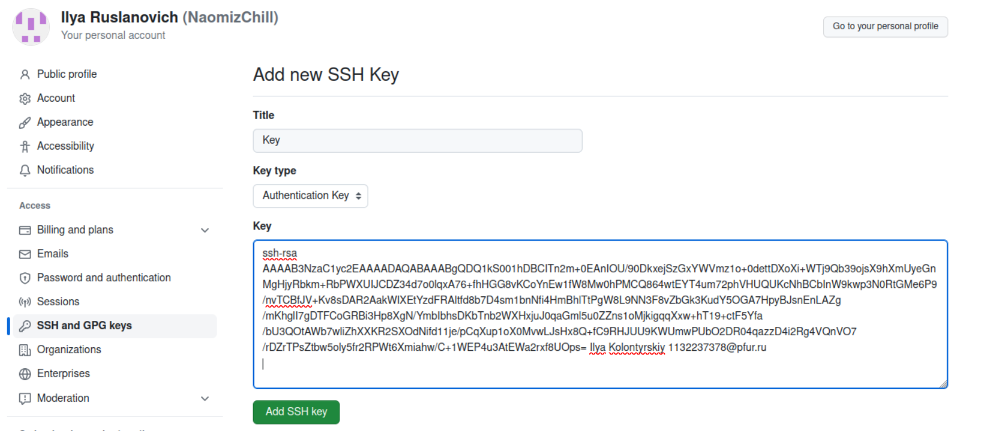 Ilya Ruslanovich (NaomizChill)
Your personal account
Go to your personal profile
Public profile
Account
Appearance
Accessibility
Notifications
Access
Billing and plans
Emails
Password and authentication
Sessions
SSH and GPG keys
Organizations
Enterprises
Moderation
Add new SSH Key
Title
Key
Key type
Authentication Key
Key
ssh-rsa
AAAAB3NzaC1yc2EAAAADAQABAAABgQDQ1kS001hDBCITn2m+0EAnIOU/90DkxejSzGxYWVmz1o+0dettDXoXi+WTj9Qb39ojsX9hXmUyeGn
MgHjyRbkm+RbPWXUIJCDZ34d7o0lqxA76+fhHGG8vKCoYnEw1fW8Mw0hPMCQ864wtEYT4um72phVHUQUKcNhBCbInW9kwp3N0RtGMe6P9
/nvTCBfJV+Kv8sDAR2AakWIXEtYzdFRAltfd8b7D4sm1bnNfi4HmBhITtPgW8L9NN3F8vZbGk3KudY5OGA7HpyBJsnEnLAZg
/mKhglI7gDTFCoGRBi3Hp8XgN/YmbIbhsDKbTnb2WXHxjuJ0qaGmI5u0ZZns1oMjkigqqXxw+hT19+ctF5Yfa
/bU3QOtAWb7wliZhXXKR2SXOdNifd11je/pCqXup1oX0MvwLJsHx8Q+fC9RHJUU9KWUmwPUbO2DR04qazzD4i2Rg4VQnVO7
/rDZrTPsZtbw5oly5fr2RPWt6Xmiahw/C+1WEP4u3AtEWa2rxf8UOps= Ilya Kolontyrskiy 1132237378@pfur.ru
Add SSH key